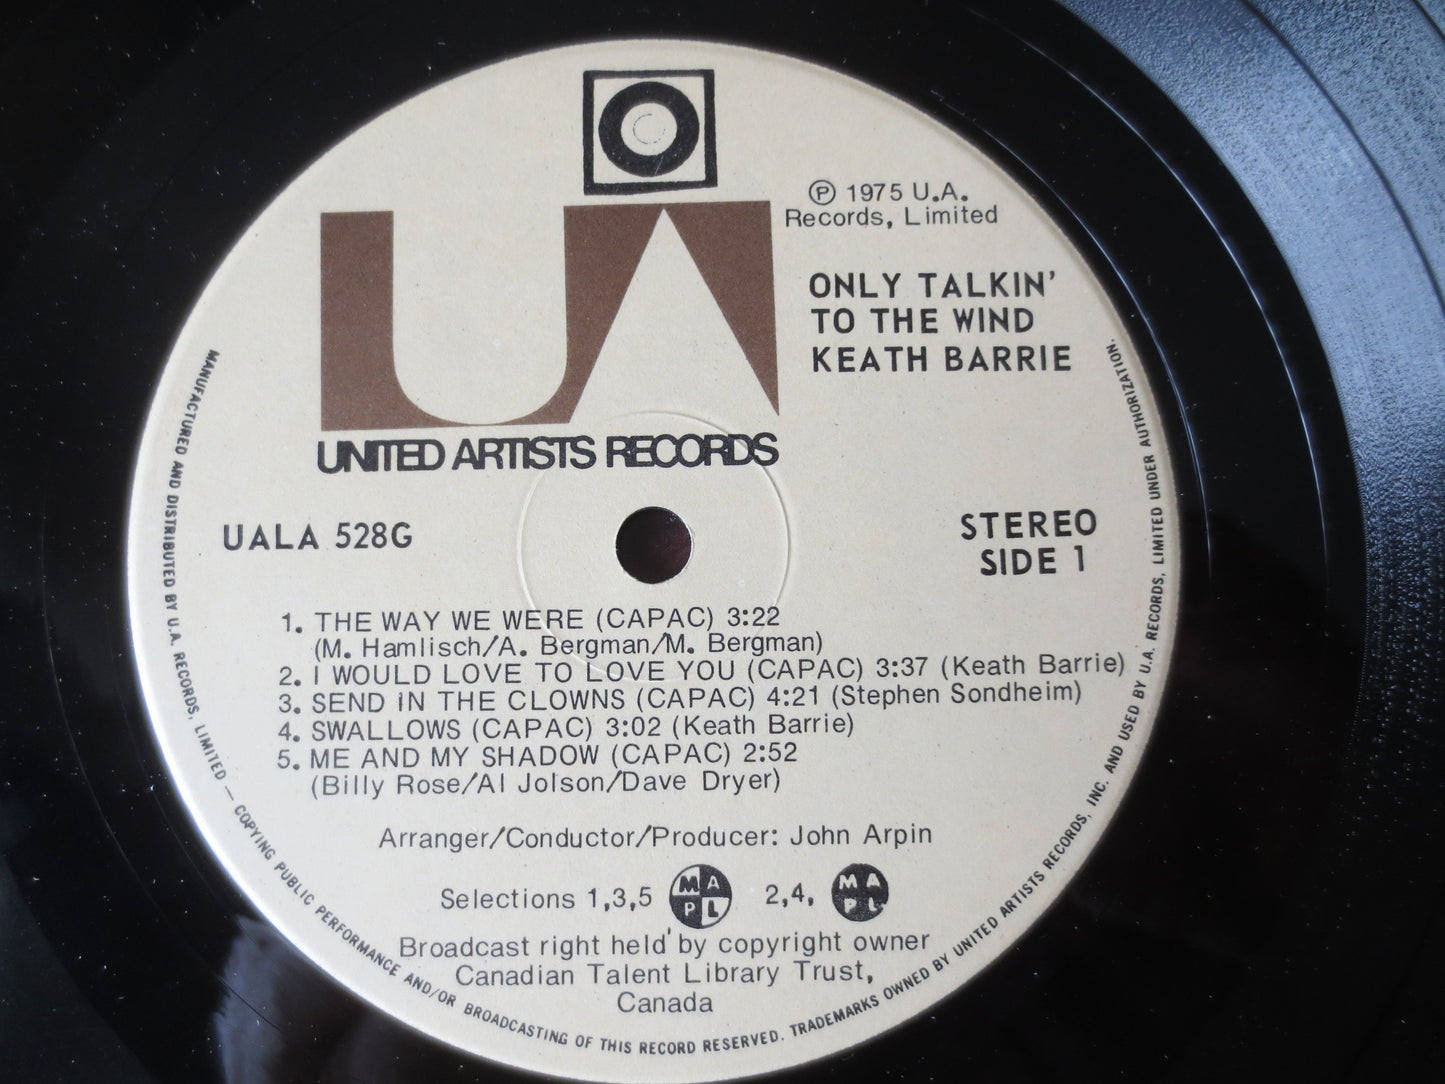 ℗ 1975 U.A.
Records, Limited
ONLY TALKIN'
TO THE WIND
KEATH BARRIE
UA
UNITED ARTISTS RECORDS
UALA 528G
STEREO
SIDE 1
1. THE WAY WE WERE (CAPAC) 3:22
(M. Hamlisch/A. Bergman/M. Bergman)
2. I WOULD LOVE TO LOVE YOU (CAPAC) 3:37 (Keath Barrie)
3. SEND IN THE CLOWNS (CAPAC) 4:21 (Stephen Sondheim)
4. SWALLOWS (CAPAC) 3:02 (Keath Barrie)
5. ME AND MY SHADOW (CAPAC) 2:52
(Billy Rose/Al Jolson/Dave Dryer)
Arranger/Conductor/Producer: John Arpin
Selections 1,3,5 MAPL 2,4, MAPL
Broadcast right held by copyright owner
Canadian Talent Library Trust,
Canada
MANUFACTURED AND DISTRIBUTED BY U.A. RECORDS, LIMITED — COPYING PUBLIC PERFORMANCE AND/OR BROADCASTING OF THIS RECORD RESERVED. TRADEMARKS OWNED BY UNITED ARTISTS RECORDS, INC. AND USED BY U.A. RECORDS, LIMITED UNDER AUTHORIZATION.